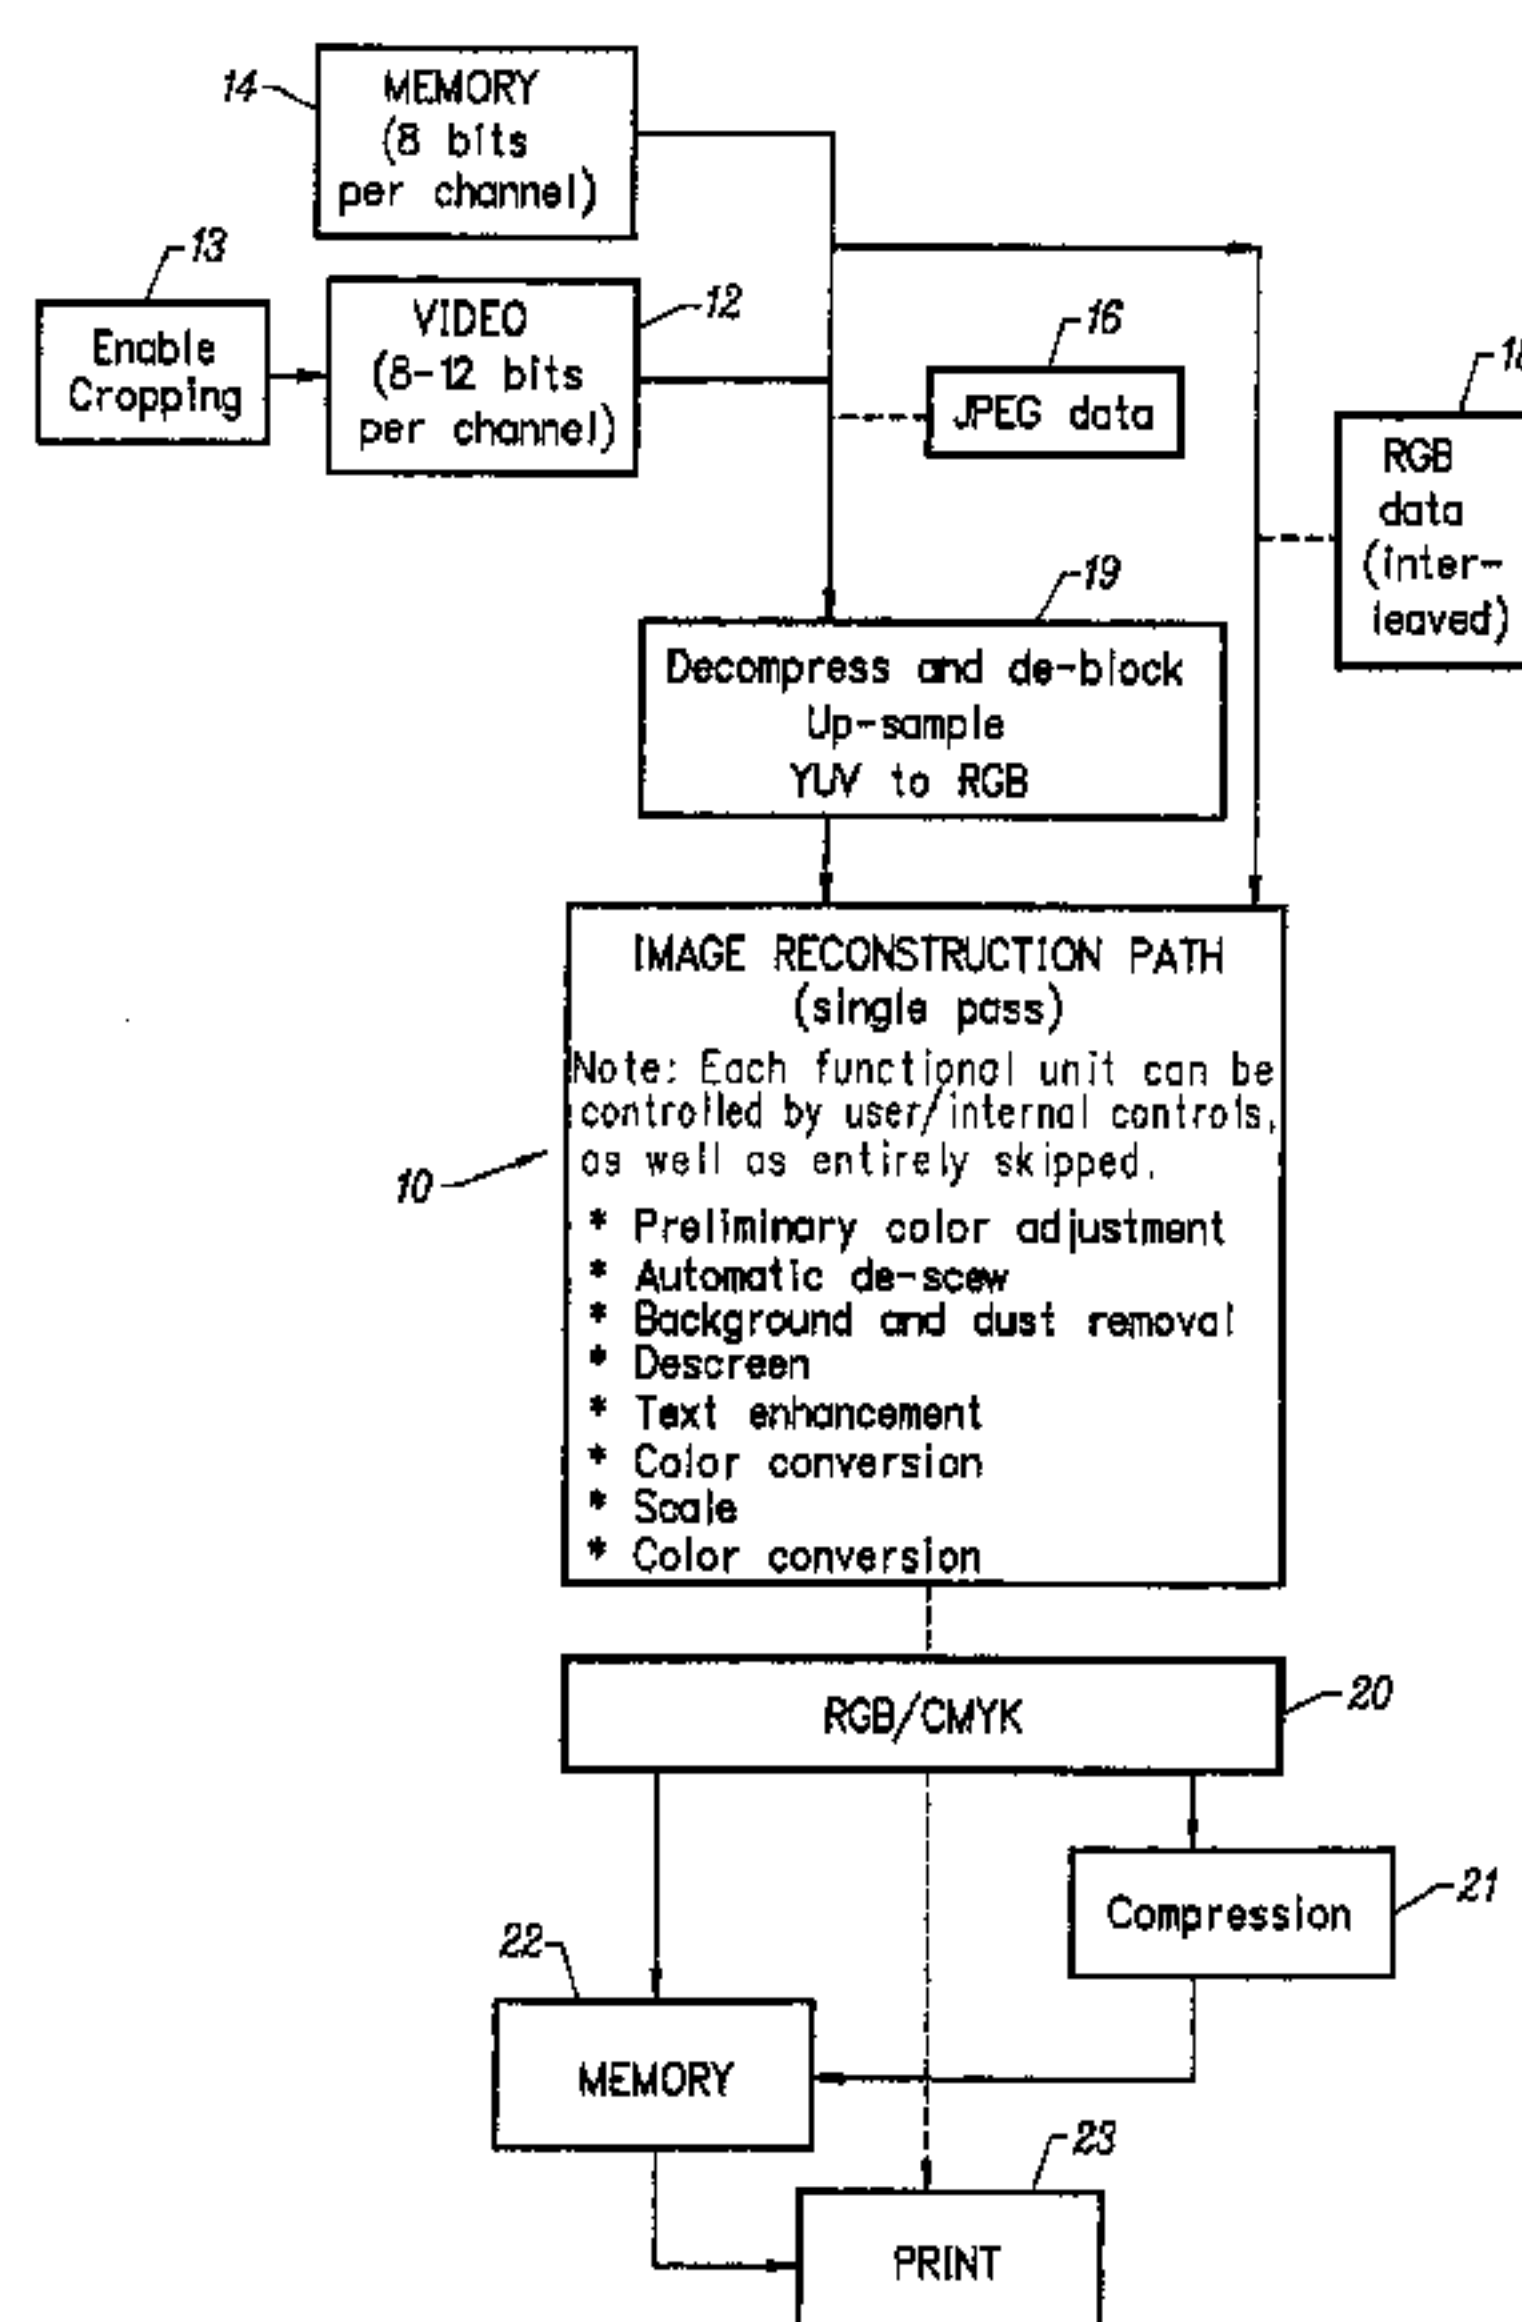 14
MEMORY
(8 bits
per channel)
13
Enable
Cropping
VIDEO
(8-12 bits
per channel)
12
16
JPEG data
RGB
data
(inter-
leaved)
19
Decompress and de-block
Up-sample
YUV to RGB
IMAGE RECONSTRUCTION PATH
(single pass)
Note: Each functional unit can be
controlled by user/internal controls,
as well as entirely skipped.
10
* Preliminary color adjustment
* Automatic de-scew
* Background and dust removal
* Descreen
* Text enhancement
* Color conversion
* Scale
* Color conversion
RGB/CMYK
20
Compression
21
22
MEMORY
23
PRINT